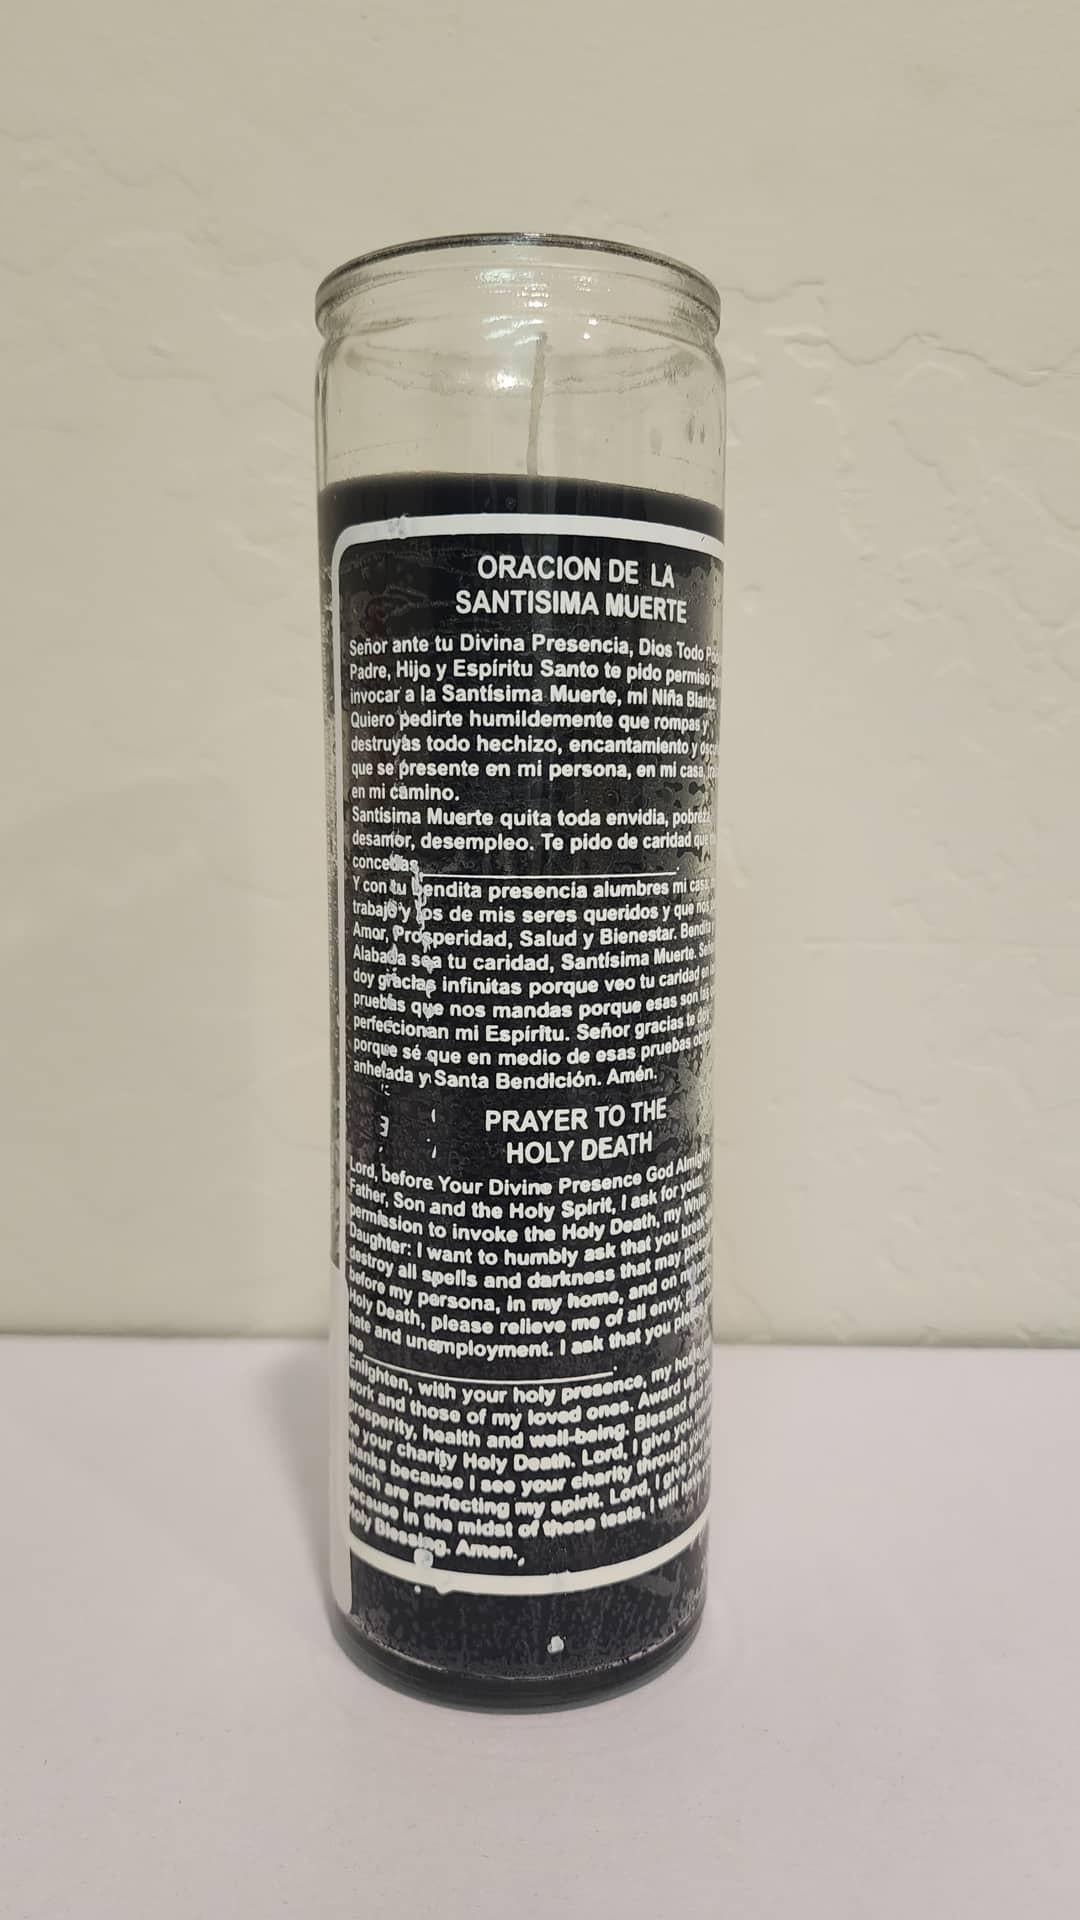 ORACION DE LA
SANTISIMA MUERTE
Señor ante tu Divina Presencia, Dios Todo
Padre, Hijo y Espíritu Santo te pido permiso
invocar a la Santísima Muerte, mI Niña Blanca:
Quiero pedirte humildemente que rompas y
destruyas todo hechizo, encantamiento y
que se presente en mi persona, en mi casa,
en mi camino.
Santísima Muerte quita toda envidia, pobreza,
desamor, desempleo. Te pido de caridad que
concedas____________________.
Y con tu bendita presencia alumbres mi casa,
trabajo y los de mis seres queridos y que nos
Amor, Prosperidad, Salud y Bienestar. Bendita
Alabada sea tu caridad, Santísima Muerte.
doy gracias infinitas porque veo tu caridad en
pruebas que nos mandas porque esas son las
perfeccionan mi Espíritu. Señor gracias te doy
porque sé que en medio de esas pruebas
anhelada y Santa Bendición. Amén.
PRAYER TO THE
HOLY DEATH
Lord, before Your Divine Presence God Almighty
Father, Son and the Holy Spirit, I ask for your
permission to invoke the Holy Death, my White
Daughter: I want to humbly ask that you break
destroy all spells and darkness that may present
before my persona, in my home, and on
Holy Death, please relieve me of all envy,
hate and unemployment. I ask that you
me____________________.
Enlighten, with your holy presence, my
work and those of my loved ones. Award us
prosperity, health and well-being. Blessed and
be your charity Holy Death. Lord, I give you
thanks because I see your charity through
which are perfecting my spirit. Lord, I give
because in the midst of these tests, I will
Holy Blessing. Amen.